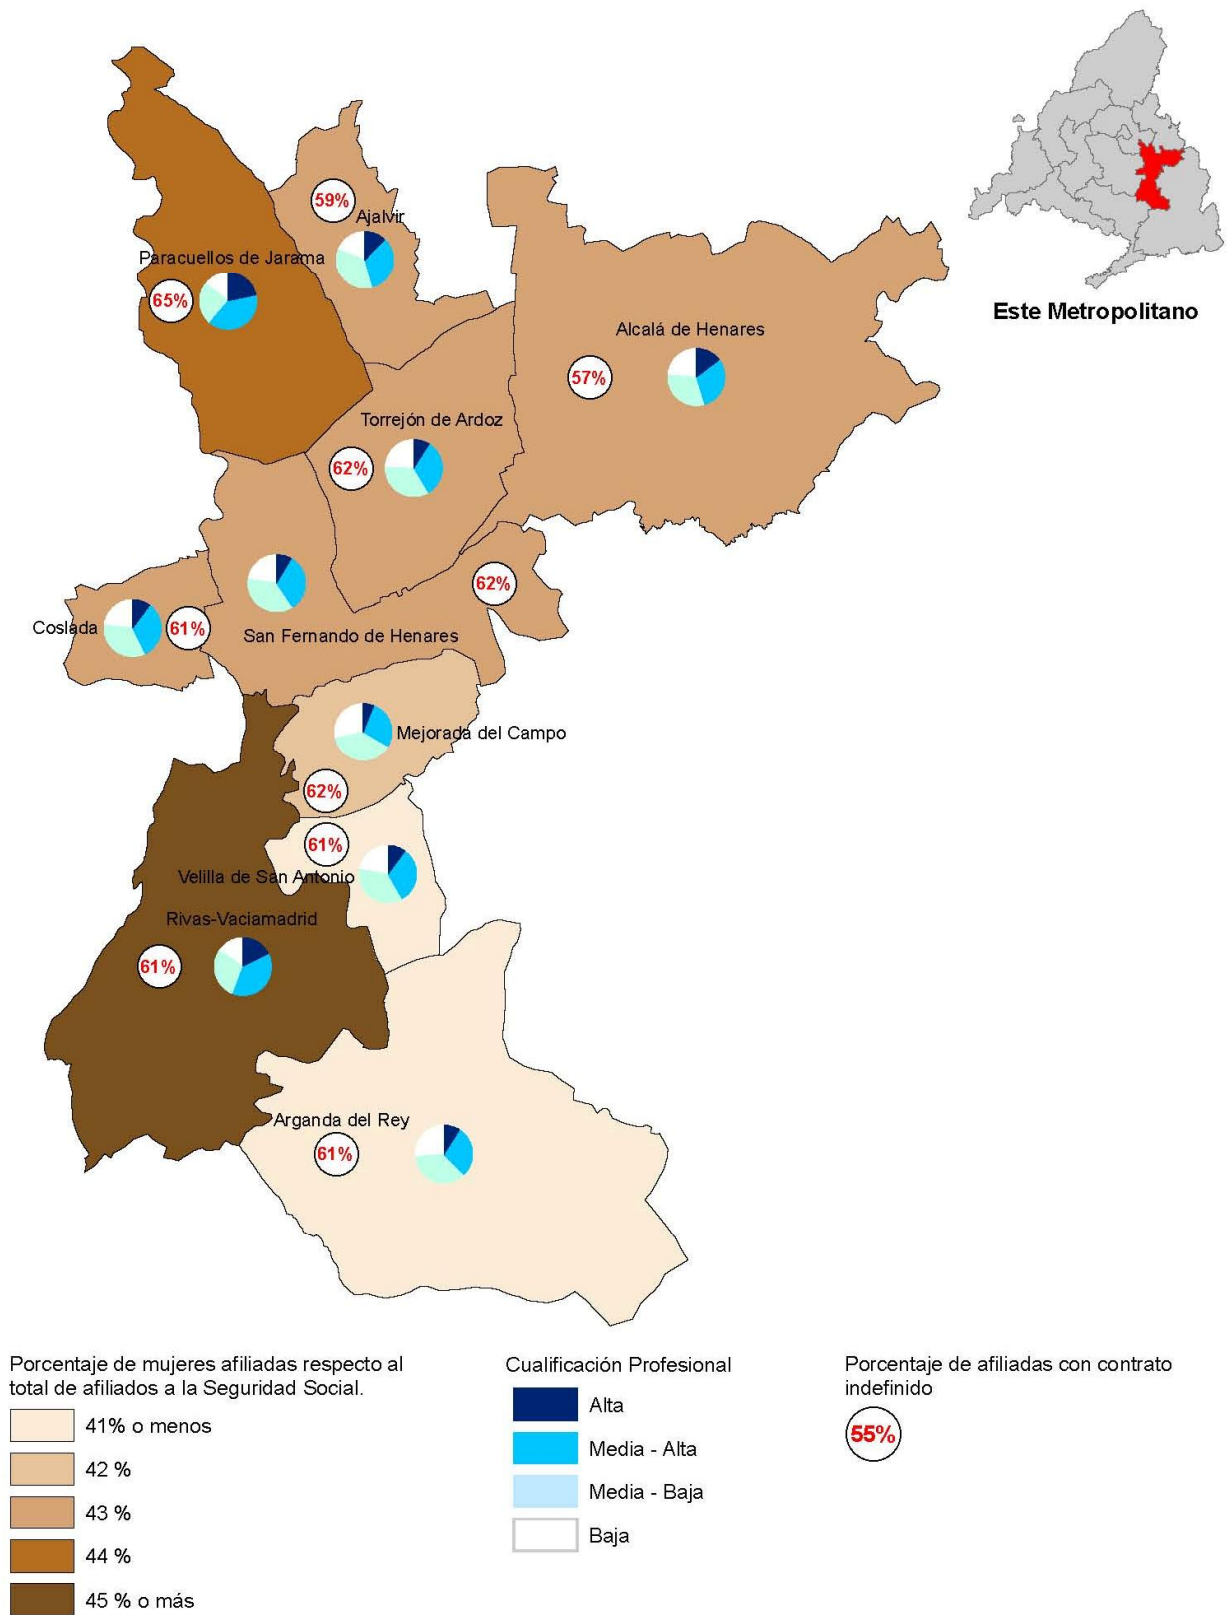 Este Metropolitano
59%
Ajalvir
Paracuellos de Jarama
65%
Alcalá de Henares
57%
Torrejón de Ardoz
62%
62%
Coslada
61%
San Fernando de Henares
Mejorada del Campo
62%
61%
Velilla de San Antonio
Rivas-Vaciamadrid
61%
Arganda del Rey
61%
Porcentaje de mujeres afiliadas respecto al
total de afiliados a la Seguridad Social.
41% o menos
42 %
43 %
44 %
45 % o más
Cualificación Profesional
Alta
Media - Alta
Media - Baja
Baja
Porcentaje de afiliadas con contrato
indefinido
55%